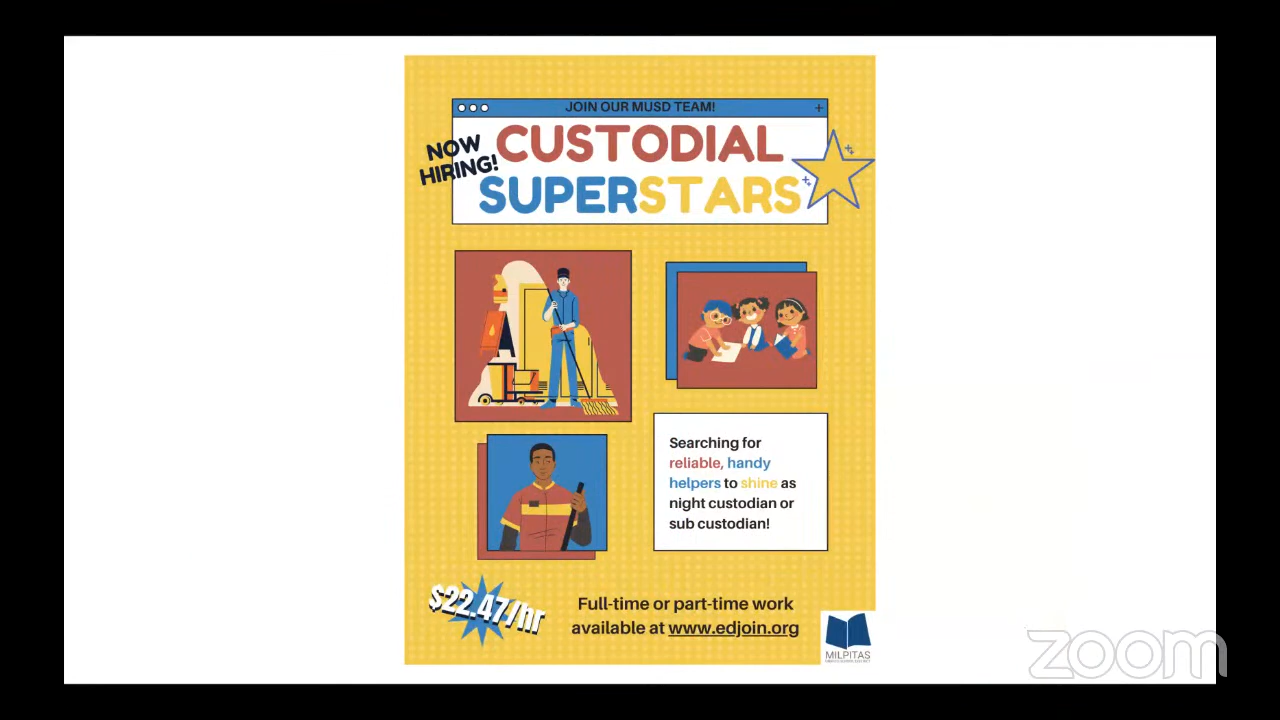 JOIN OUR MUSD TEAM!
NOW
HIRING!
CUSTODIAL
SUPERSTARS
Searching for
reliable, handy
helpers to shine as
night custodian or
sub custodian!
$22.47/hr
Full-time or part-time work
available at www.edjoin.org
MILPITAS
zoom